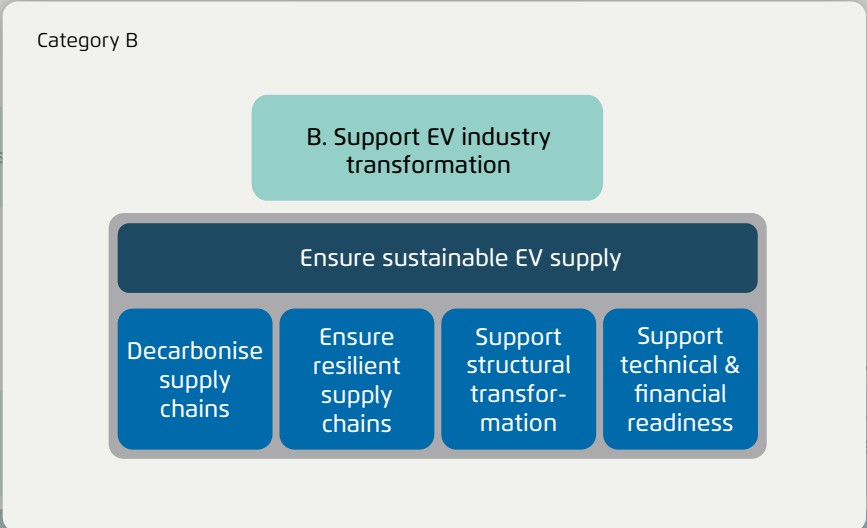 Category B
B. Support EV industry
transformation
Ensure sustainable EV supply
Decarbonise
supply
chains
Ensure
resilient
supply
chains
Support
structural
transfor-
mation
Support
technical &
financial
readiness